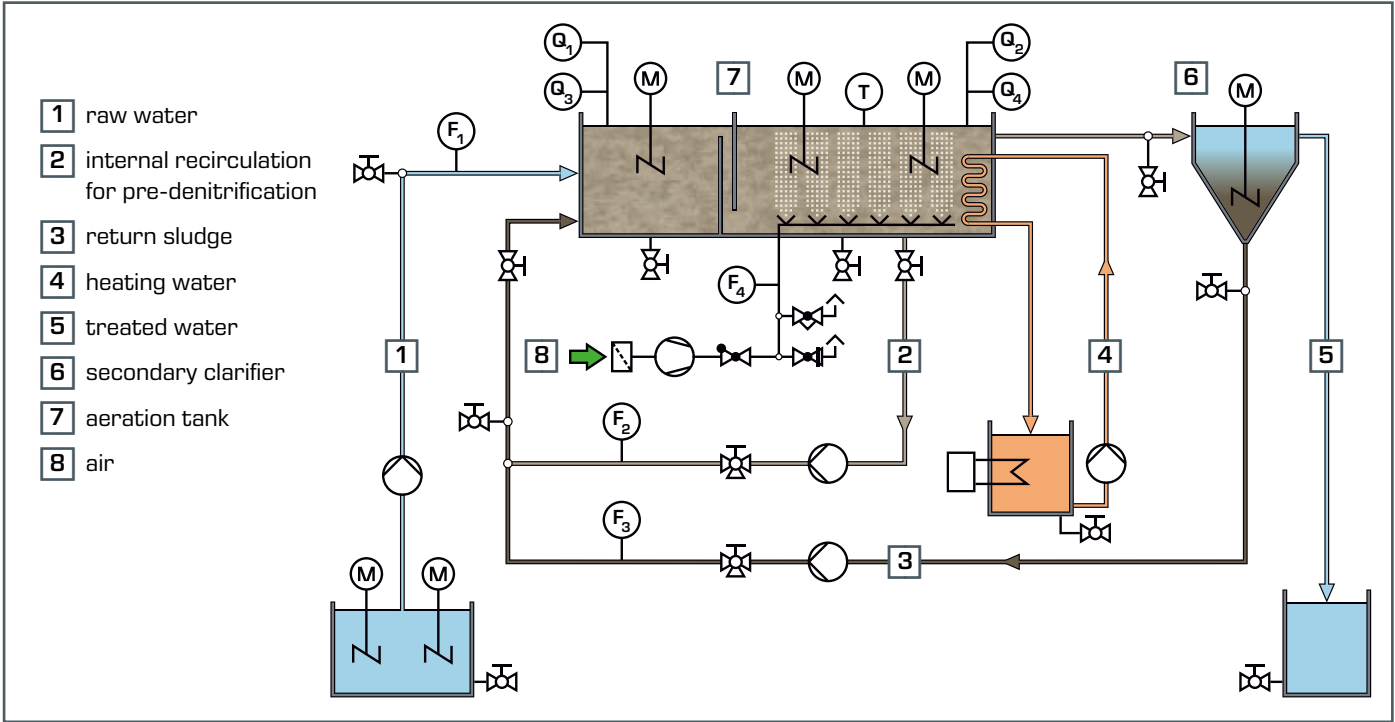 1 raw water
2 internal recirculation
for pre-denitrification
3 return sludge
4 heating water
5 treated water
6 secondary clarifier
7 aeration tank
8 air
Q₁
Q₃
M
7
M
T
M
Q₂
Q₄
6
M
F₁
F₄
8
1
2
4
5
F₂
F₃
3
M
M